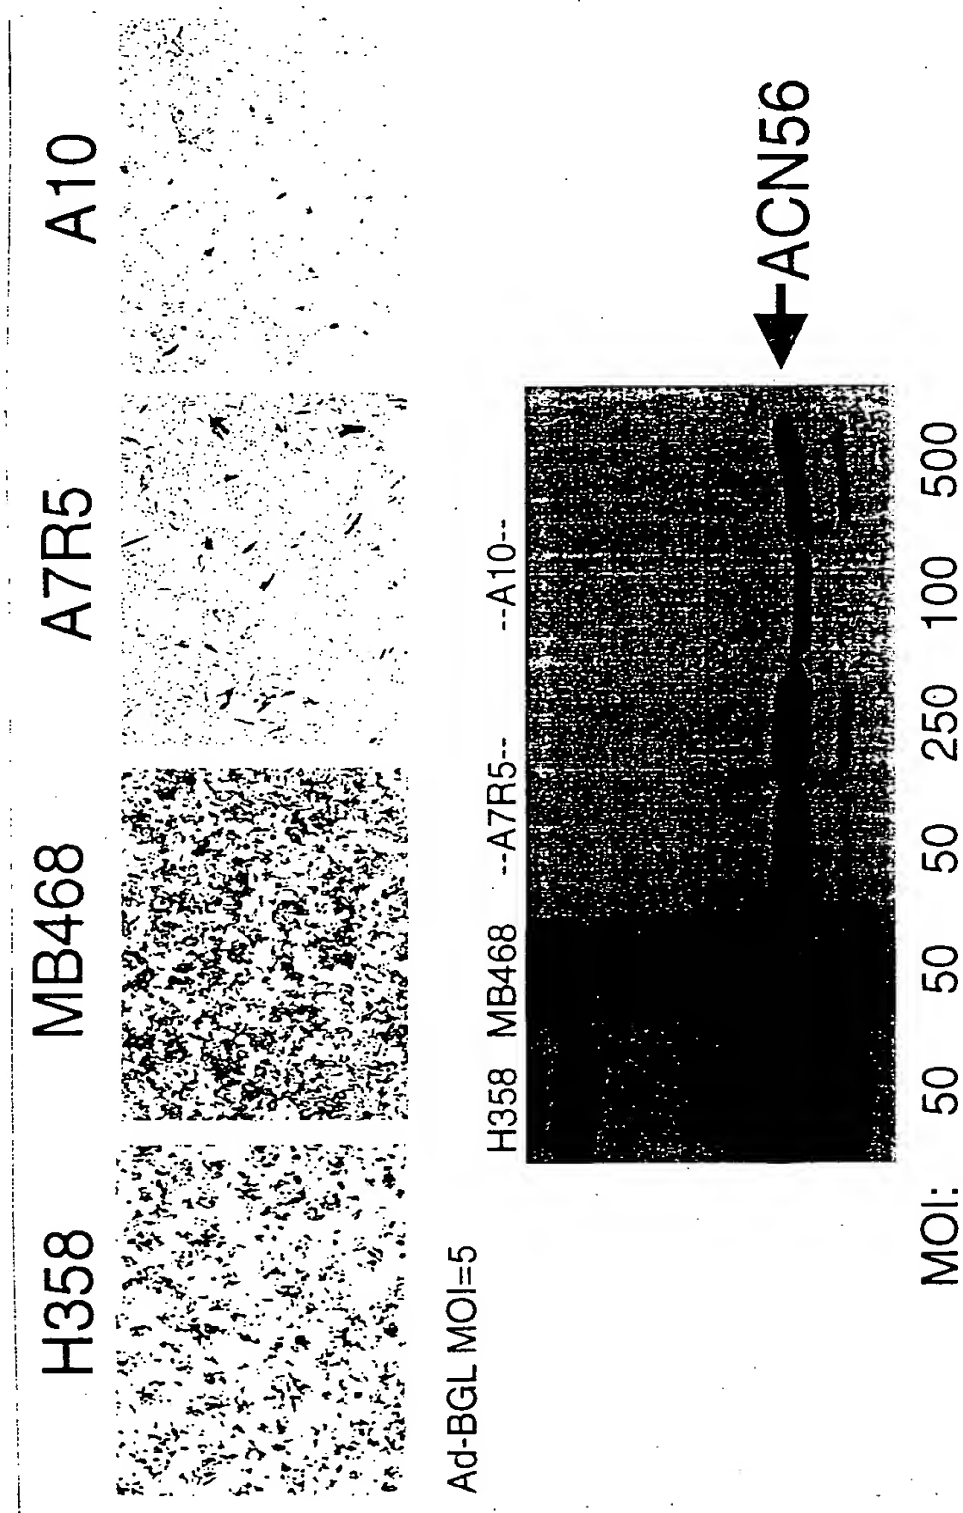 H358 MB468 A7R5 A10
Ad-BGL MOI=5
H358 MB468 --A7R5-- --A10--
ACN56
MOI: 50 50 50 250 100 500